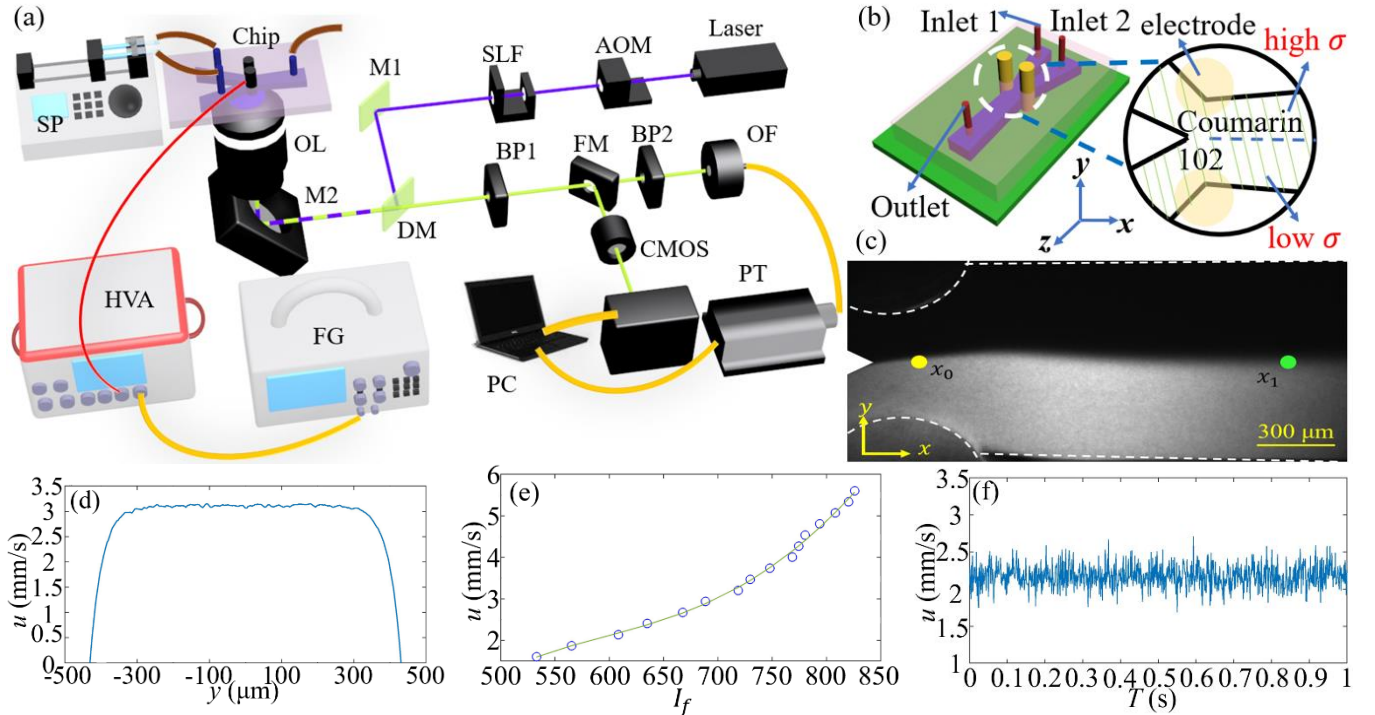 (a)
Chip
SP
OL
M2
M1
SLF
AOM
Laser
DM
BP1
FM
BP2
OF
CMOS
PT
PC
HVA
FG
(b)
Inlet 1
Inlet 2
Outlet
y
x
z
electrode
high σ
Coumarin
102
low σ
(c)
x₀
x₁
y
x
300 μm
(d)
u (mm/s)
3.5
3
2.5
2
1.5
1
0.5
0
-500 -300 -100 100 300 500
y (μm)
(e)
u (mm/s)
6
5
4
3
2
500 550 600 650 700 750 800 850
I_f
(f)
u (mm/s)
3.5
3
2.5
2
1.5
1
0 0.1 0.2 0.3 0.4 0.5 0.6 0.7 0.8 0.9 1
T (s)